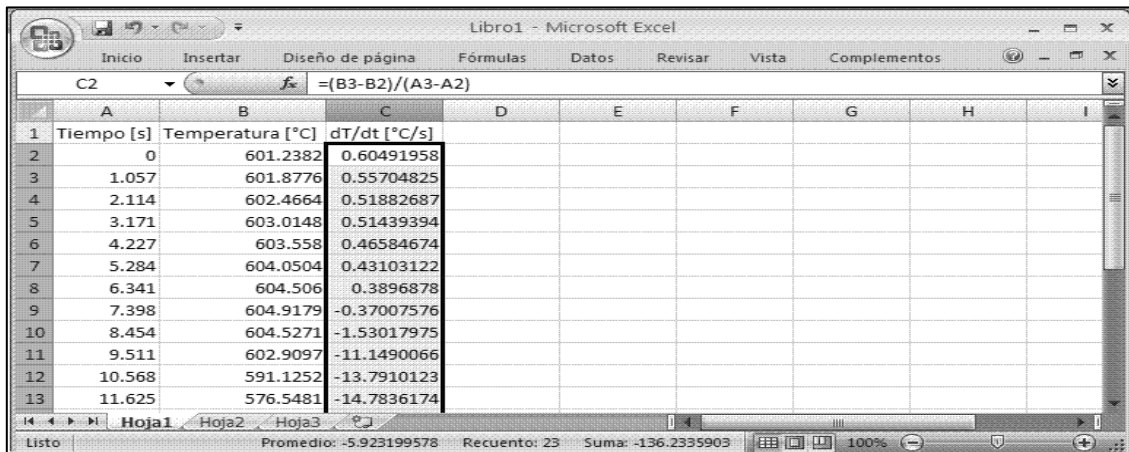 Libro1 - Microsoft Excel
Inicio Insertar Diseño de página Fórmulas Datos Revisar Vista Complementos
C2 fx =(B3-B2)/(A3-A2)
A B C D E F G H I
1 Tiempo [s] Temperatura [°C] dT/dt [°C/s]
2 0 601.2382 0.60491958
3 1.057 601.8776 0.55704825
4 2.114 602.4664 0.51882687
5 3.171 603.0148 0.51439394
6 4.227 603.558 0.46584674
7 5.284 604.0504 0.43103122
8 6.341 604.506 0.3896878
9 7.398 604.9179 -0.37007576
10 8.454 604.5271 -1.53017975
11 9.511 602.9097 -11.1490066
12 10.568 591.1252 -13.7910123
13 11.625 576.5481 -14.7836174
Hoja1 Hoja2 Hoja3
Listo Promedio: -5.923199578 Recuento: 23 Suma: -136.2335903 100%